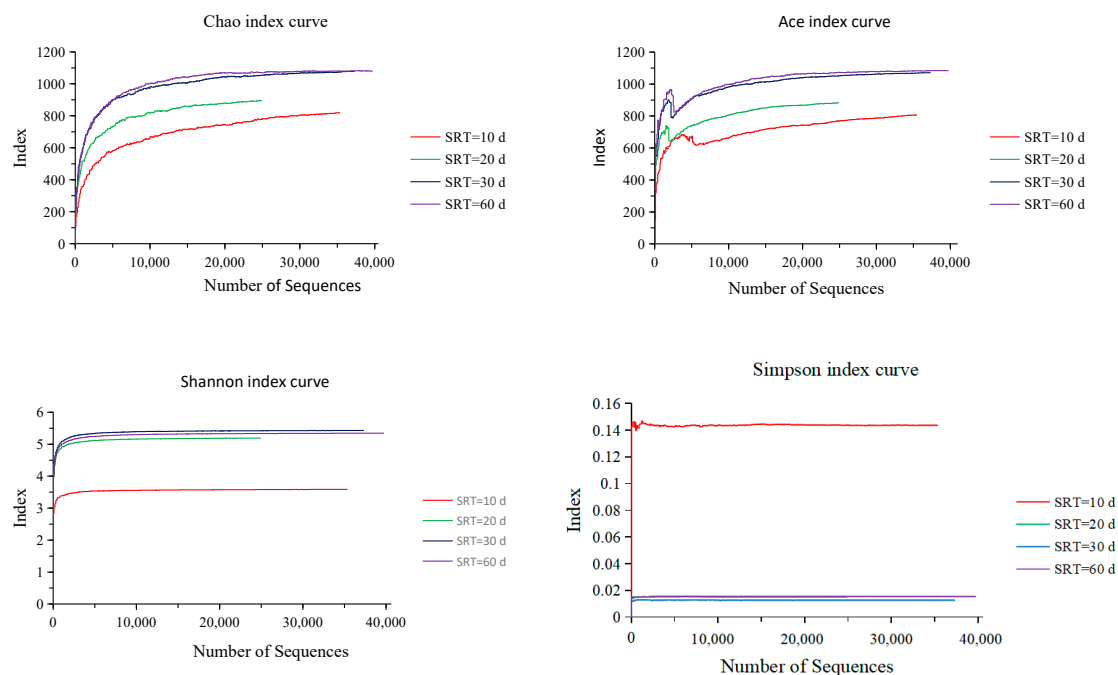 Chao index curve
1200
1000
800
600
400
200
0
0 10,000 20,000 30,000 40,000
Index
Number of Sequences
SRT=10 d
SRT=20 d
SRT=30 d
SRT=60 d
Ace index curve
1200
1000
800
600
400
200
0
0 10,000 20,000 30,000 40,000
Index
Number of Sequences
SRT=10 d
SRT=20 d
SRT=30 d
SRT=60 d
Shannon index curve
6
5
4
3
2
1
0
0 10,000 20,000 30,000 40,000
Index
Number of Sequences
SRT=10 d
SRT=20 d
SRT=30 d
SRT=60 d
Simpson index curve
0.16
0.14
0.12
0.1
0.08
0.06
0.04
0.02
0
0 10,000 20,000 30,000 40,000
Index
Number of Sequences
SRT=10 d
SRT=20 d
SRT=30 d
SRT=60 d